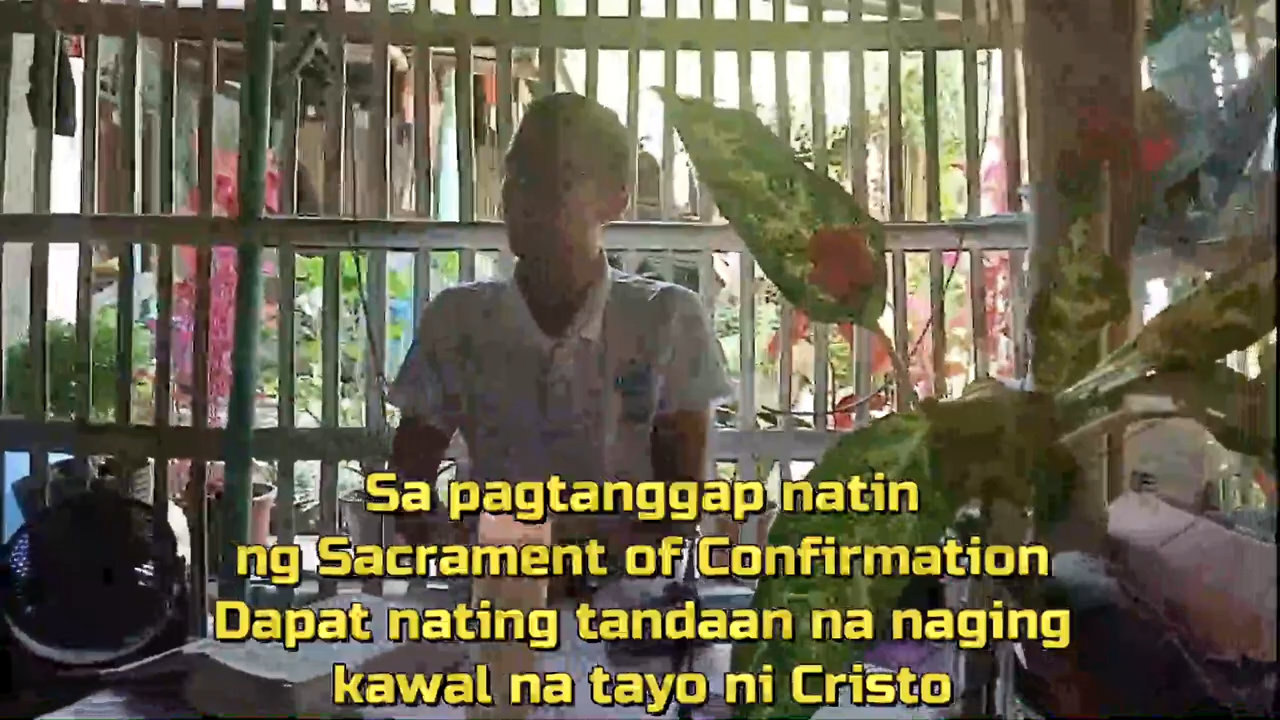 Sa pagtanggap natin
ng Sacrament of Confirmation
Dapat nating tandaan na naging
kawal na tayo ni Cristo